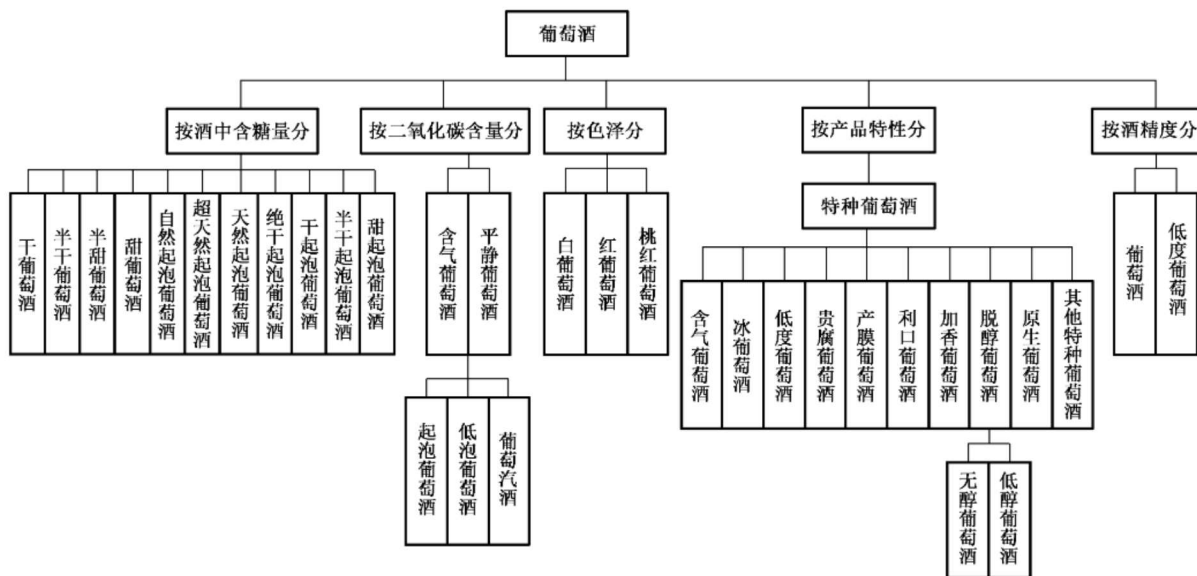 葡萄酒
按酒中含糖量分
按二氧化碳含量分
按色泽分
按产品特性分
按酒精度分
干葡萄酒
半干葡萄酒
半甜葡萄酒
甜葡萄酒
自然起泡葡萄酒
超天然起泡葡萄酒
天然起泡葡萄酒
绝干起泡葡萄酒
干起泡葡萄酒
半干起泡葡萄酒
甜起泡葡萄酒
含气葡萄酒
平静葡萄酒
白葡萄酒
红葡萄酒
桃红葡萄酒
特种葡萄酒
葡萄酒
低度葡萄酒
含气葡萄酒
冰葡萄酒
低度葡萄酒
贵腐葡萄酒
产膜葡萄酒
利口葡萄酒
加香葡萄酒
脱醇葡萄酒
原生葡萄酒
其他特种葡萄酒
起泡葡萄酒
低泡葡萄酒
葡萄汽酒
无醇葡萄酒
低醇葡萄酒